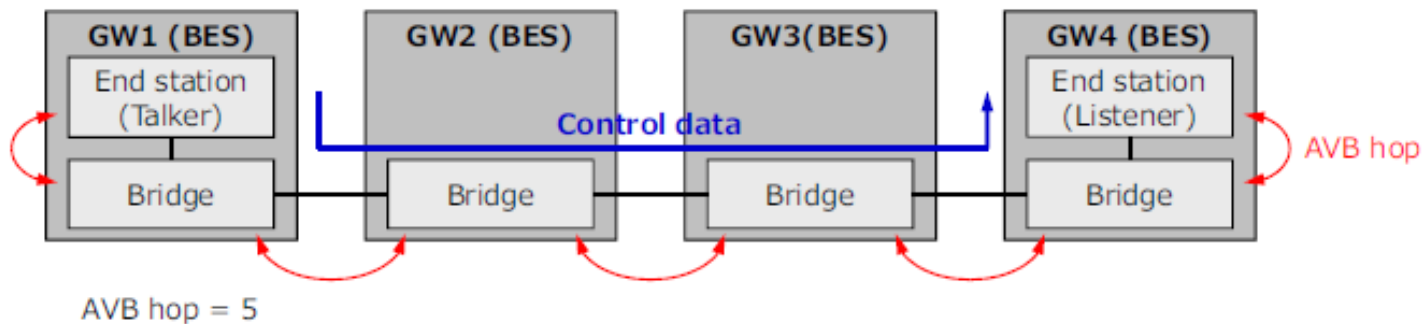 GW1 (BES)
GW2 (BES)
GW3(BES)
GW4 (BES)
End station
(Talker)
End station
(Listener)
Control data
AVB hop
Bridge
Bridge
Bridge
Bridge
AVB hop = 5